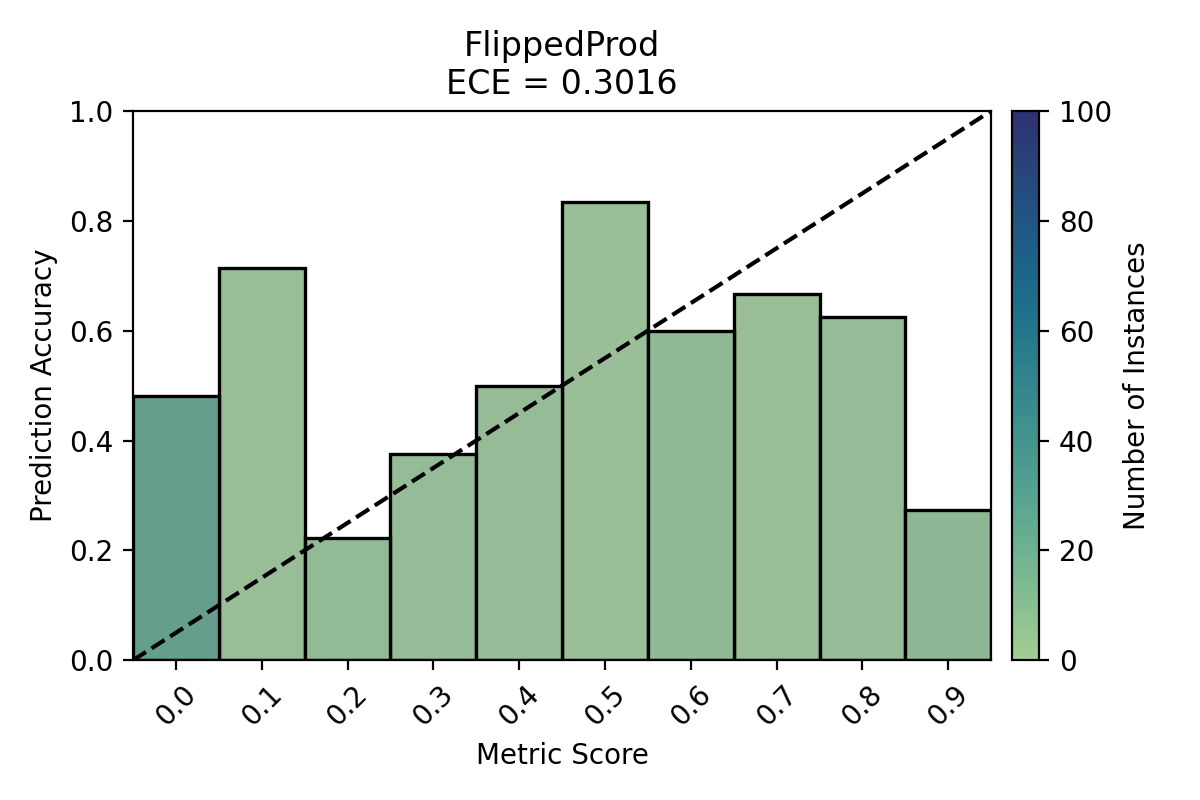 FlippedProd
ECE = 0.3016
Prediction Accuracy
1.0
0.8
0.6
0.4
0.2
0.0
0.0 0.1 0.2 0.3 0.4 0.5 0.6 0.7 0.8 0.9
Metric Score
100
80
60
40
20
0
Number of Instances